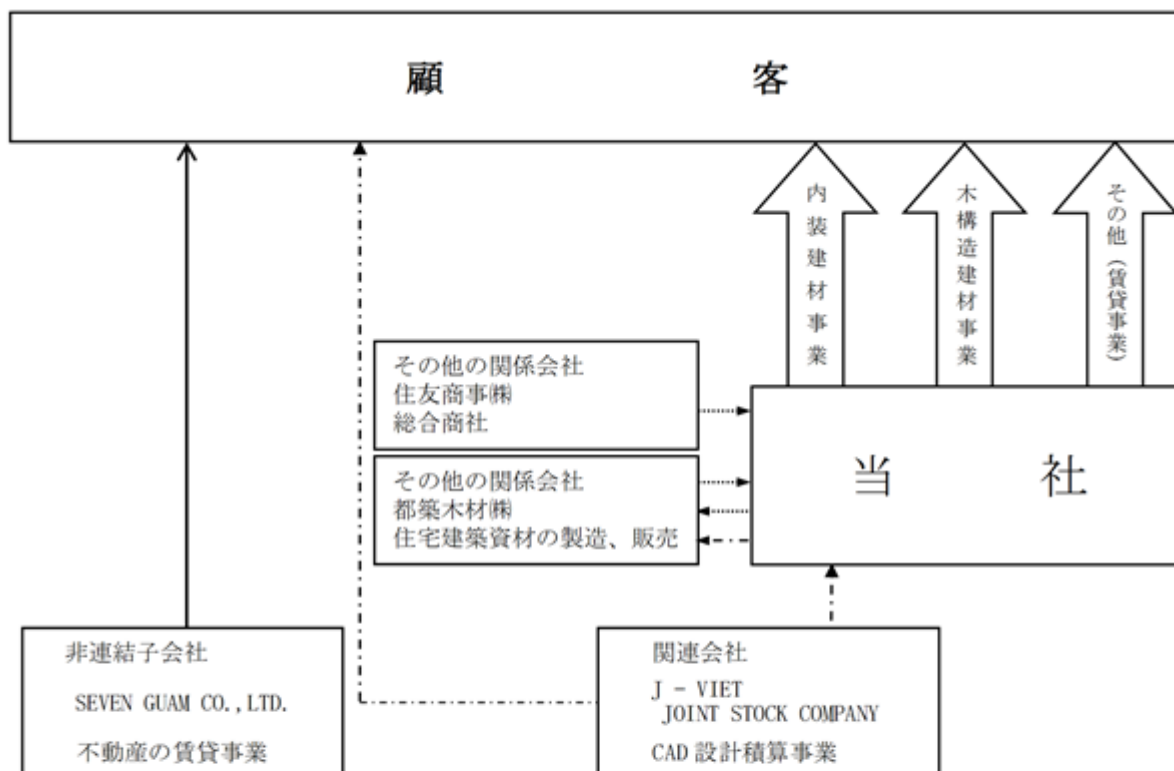 顧 客
内装建材事業
木構造建材事業
その他(賃貸事業)
その他の関係会社
住友商事㈱
総合商社
その他の関係会社
都築木材㈱
住宅建築資材の製造、販売
当 社
非連結子会社
SEVEN GUAM CO.,LTD.
不動産の賃貸事業
関連会社
J - VIET
JOINT STOCK COMPANY
CAD 設計積算事業